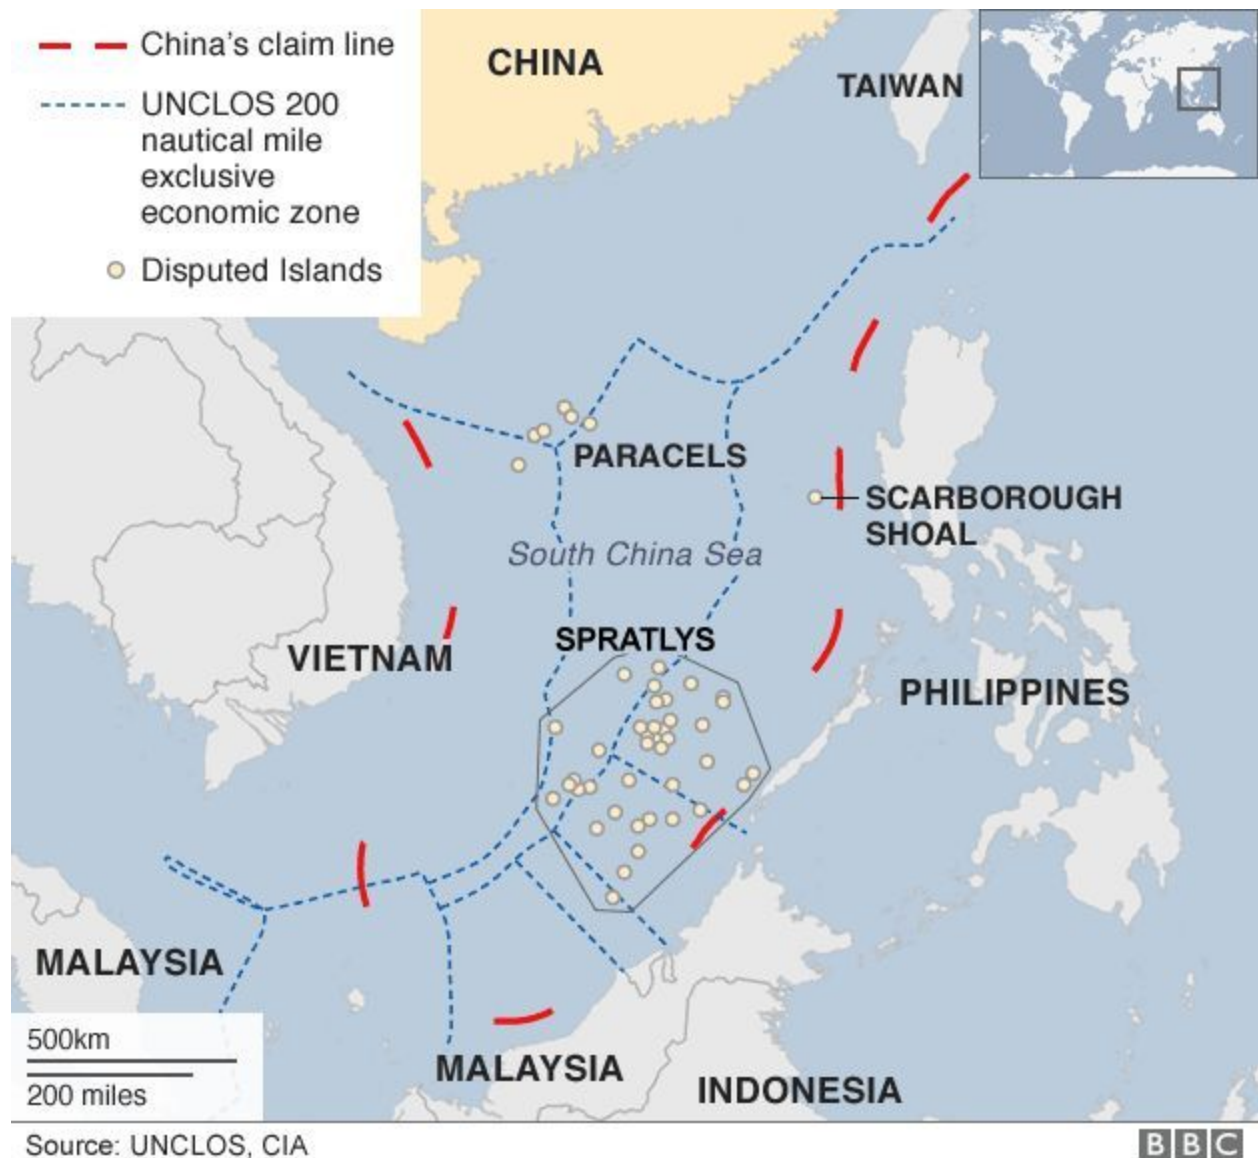 China's claim line
UNCLOS 200
nautical mile
exclusive
economic zone
Disputed Islands
CHINA
TAIWAN
PARACELS
SCARBOROUGH
SHOAL
South China Sea
SPRATLYS
VIETNAM
PHILIPPINES
MALAYSIA
MALAYSIA
INDONESIA
500km
200 miles
Source: UNCLOS, CIA
BBC